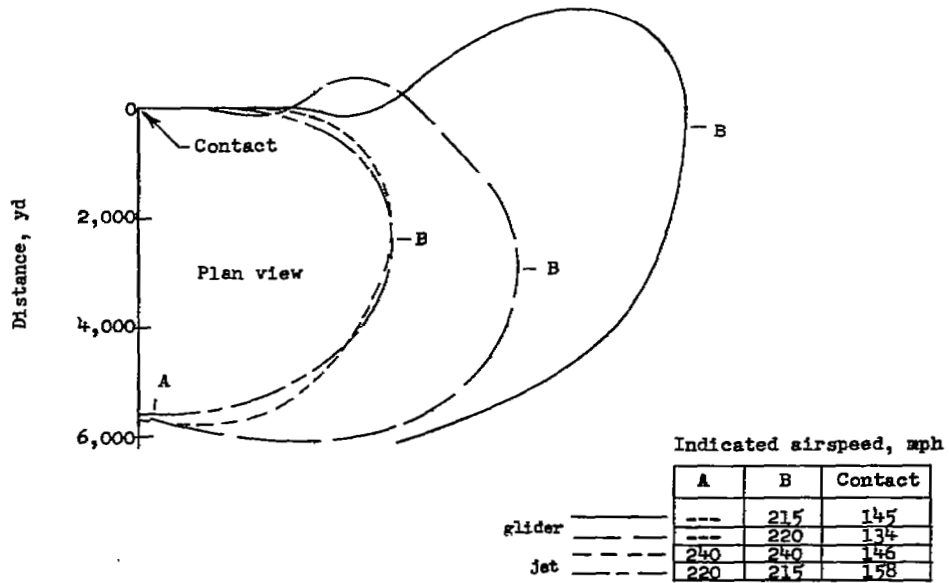 0
B
Contact
2,000
B
Distance, yd
Plan view
B
4,000
A
6,000
Indicated airspeed, mph
A B Contact
glider --- 215 145
--- 220 134
jet 240 240 146
220 215 158